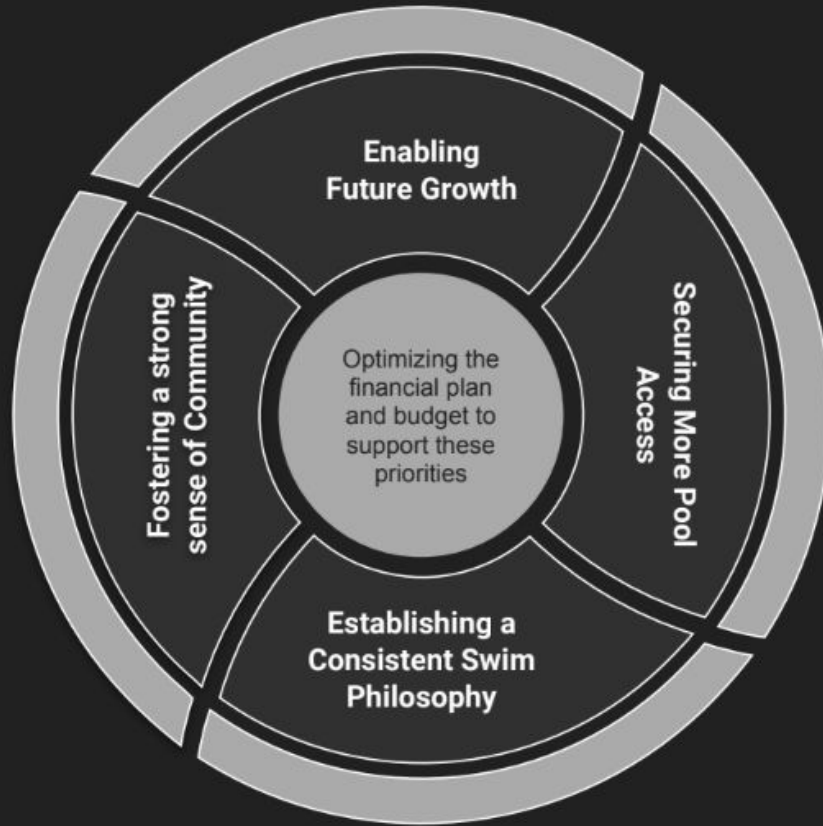 Enabling
Future Growth
Securing More Pool
Access
Establishing a
Consistent Swim
Philosophy
Fostering a strong
sense of Community
Optimizing the
financial plan
and budget to
support these
priorities